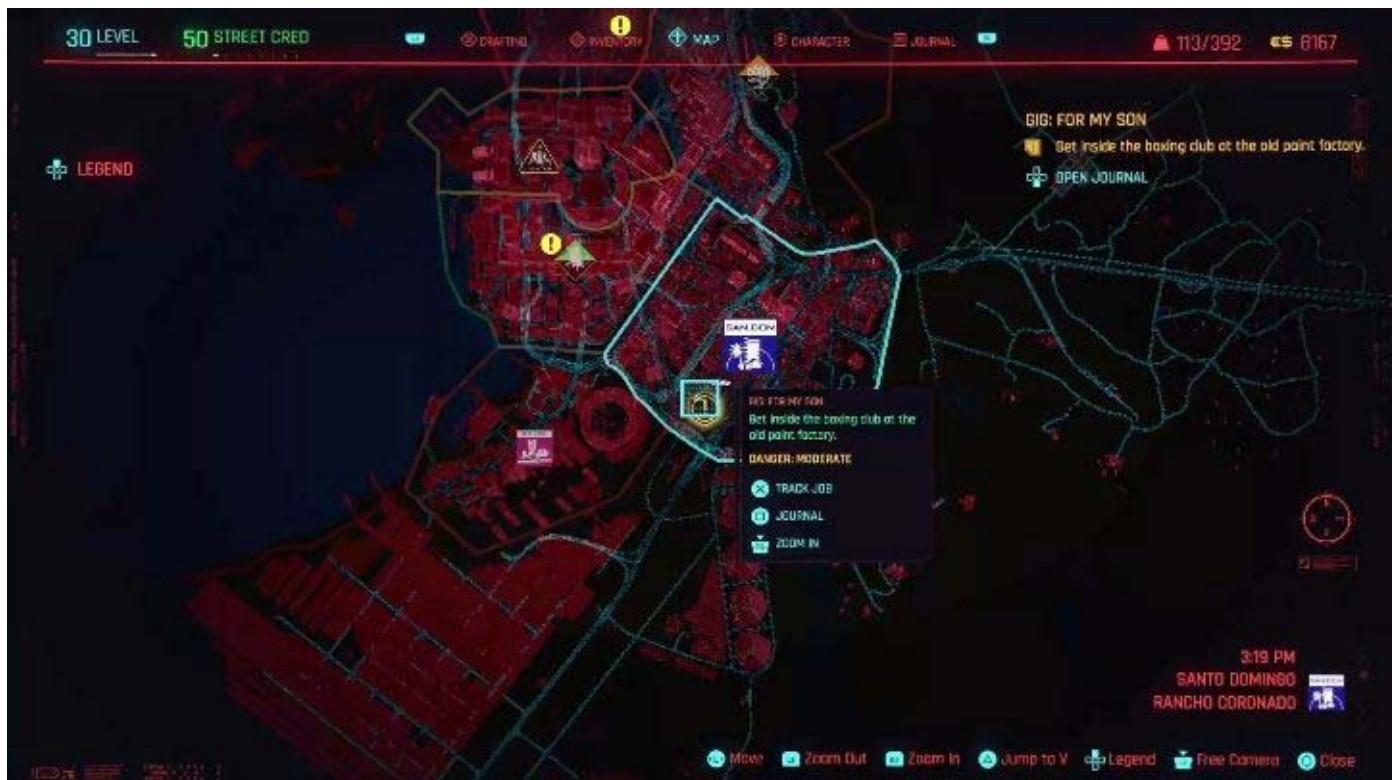 30 LEVEL
50 STREET CRED
CRAFTING
INVENTORY
MAP
CHARACTER
JOURNAL
113/392
€$ 8167
LEGEND
GIG: FOR MY SON
Get inside the boxing club at the old paint factory.
OPEN JOURNAL
SAN.DOM
GIG: FOR MY SON
Get inside the boxing club at the
old paint factory.
DANGER: MODERATE
TRACK JOB
JOURNAL
ZOOM IN
3:19 PM
SANTO DOMINGO
RANCHO CORONADO
Move
Zoom Out
Zoom In
Jump to V
Legend
Free Camera
Close